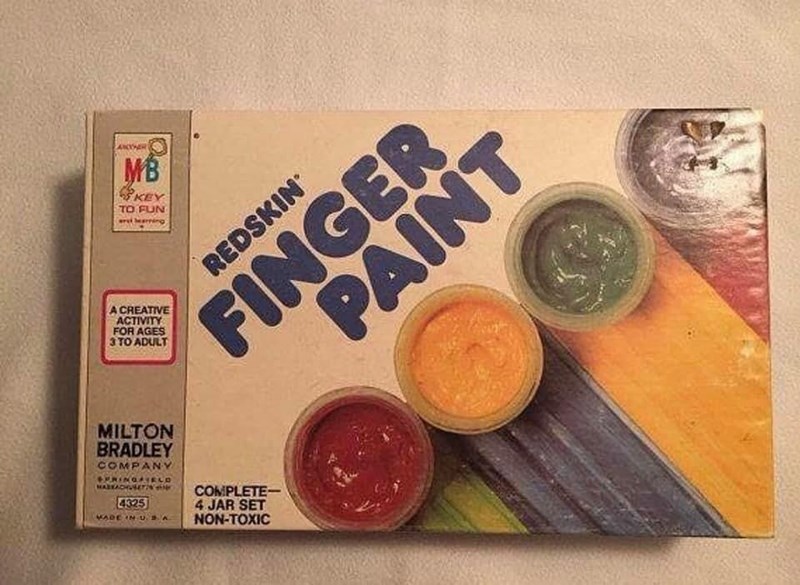 ANOTHER
MB
KEY
TO FUN
and learning
A CREATIVE
ACTIVITY
FOR AGES
3 TO ADULT
MILTON
BRADLEY
COMPANY
SPRINGFIELD
MASSACHUSETTS
4325
MADE IN U.S.A.
REDSKIN
FINGER
PAINT
COMPLETE—
4 JAR SET
NON-TOXIC